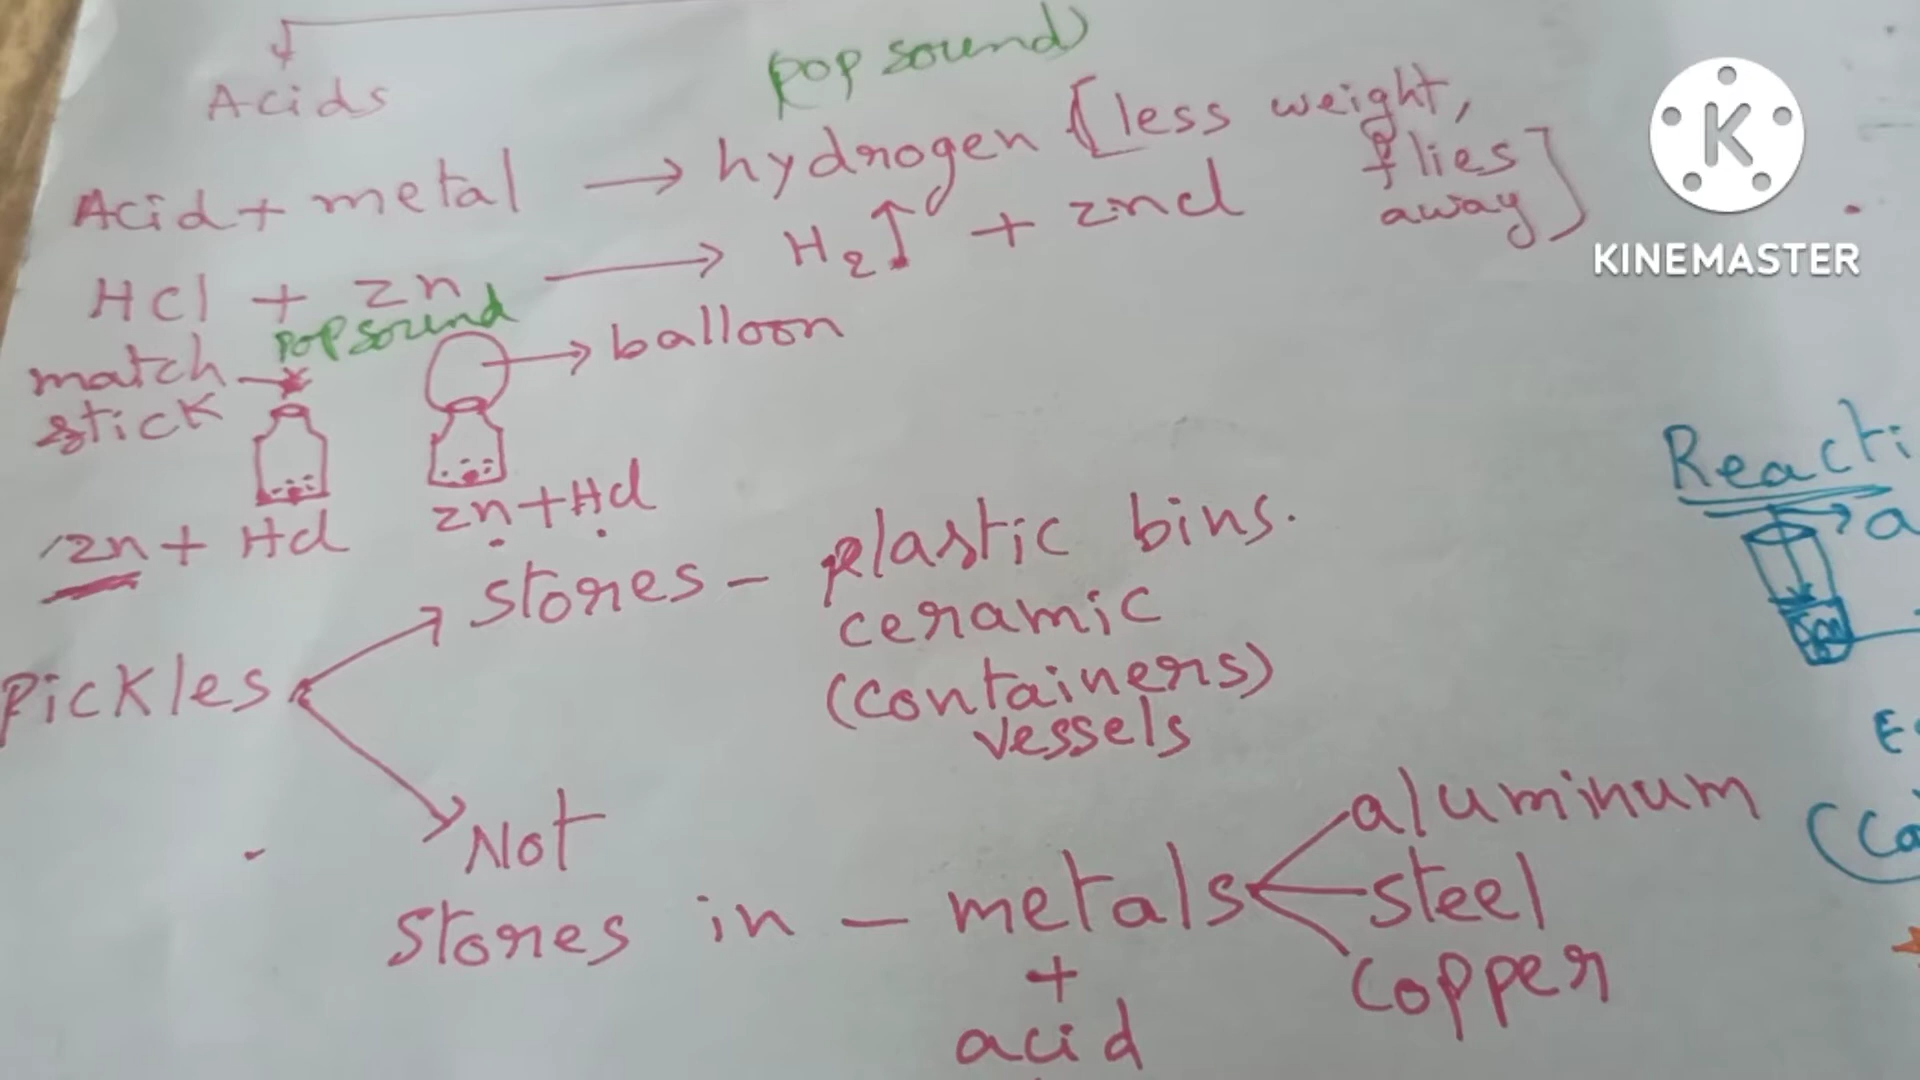 Acids
pop sound
Acid + metal → hydrogen [less weight,
flies
away]
HCl + zn → H2↑ + zncl
pop sound
match
stick
balloon
zn + Hcl
zn + Hcl
Pickles
stores - plastic bins.
ceramic
(containers)
vessels
Not
stores in - metals
aluminum
steel
copper
+
acid
Reacti
a
(Ca
K
KINEMASTER